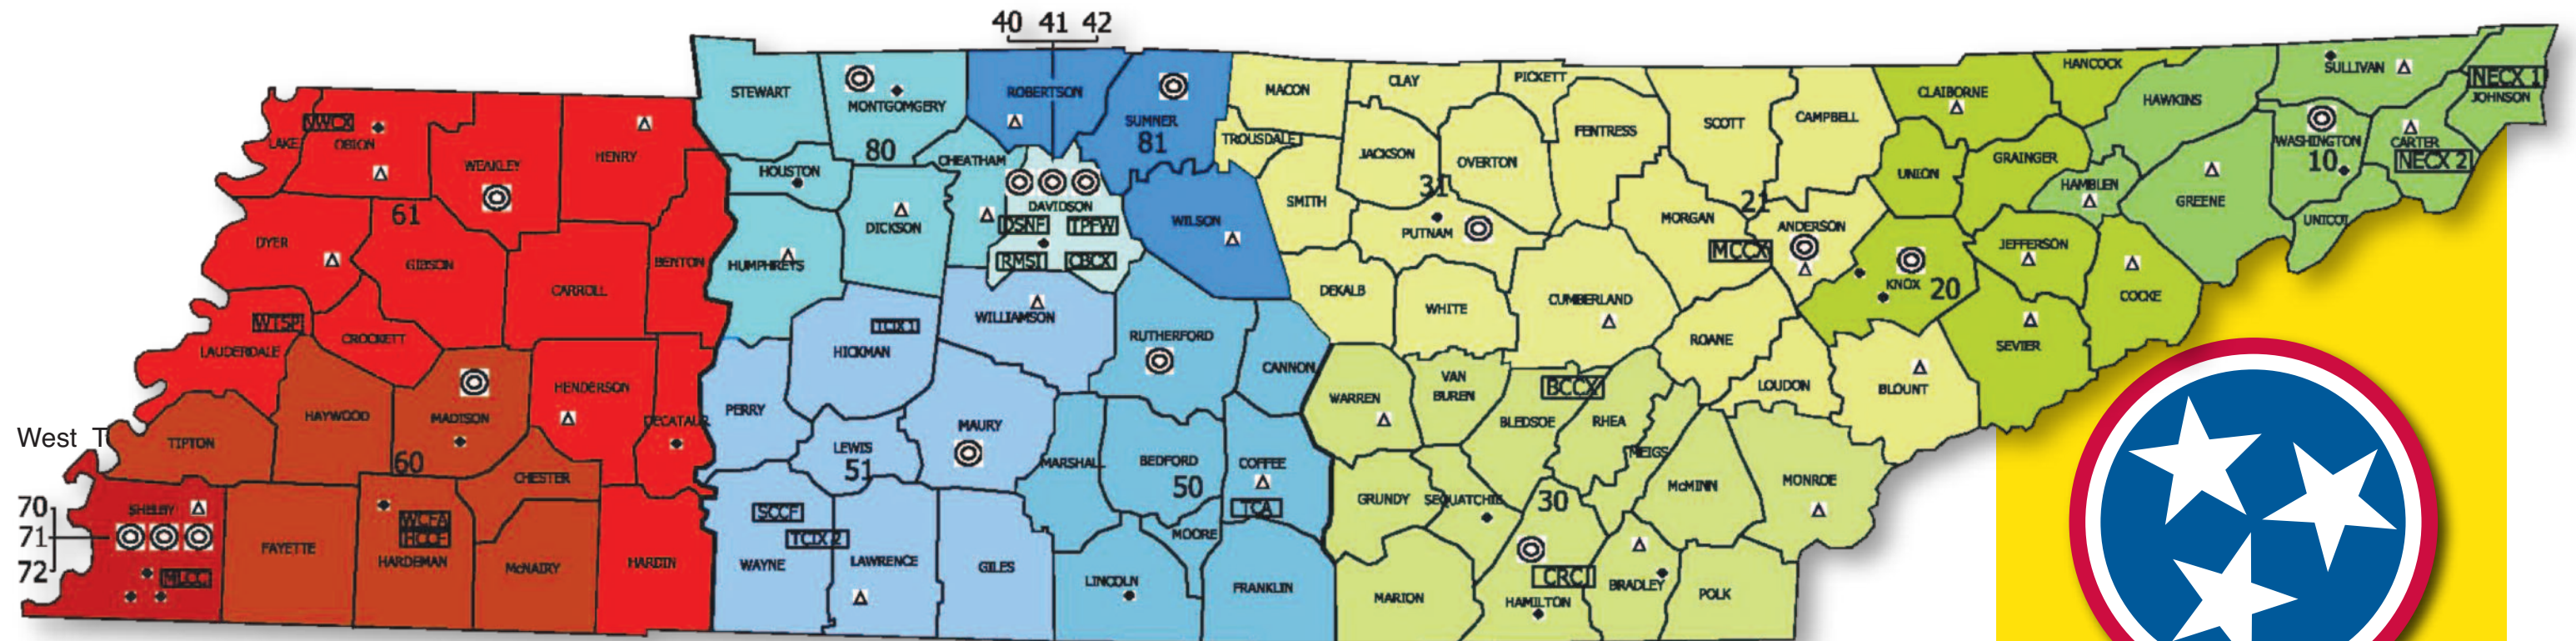 40 41 42
STEWART
MONTGOMGERY
ROBERTSON
SUMNER
81
MACON
CLAY
PICKETT
SCOTT
CAMPBELL
CLAIBORNE
HANCOCK
HAWKINS
SULLIVAN
NECX 1
JOHNSON
LAKE
NWCX
OBION
WEAKLEY
HENRY
HOUSTON
80
CHEATHAM
TROUSDALE
JACKSON
OVERTON
FENTRESS
UNION
GRAINGER
HAMBLEN
GREENE
WASHINGTON
10
CARTER
NECX 2
UNICOI
61
DYER
GIBSON
CARROLL
BENTON
HUMPHREYS
DICKSON
DAVIDSON
DSNF
TPFW
RMSI
CBCX
WILSON
SMITH
31
PUTNAM
MORGAN
21
ANDERSON
MCCX
KNOX 20
JEFFERSON
COCKE
SEVIER
WTSP
LAUDERDALE
CROCKETT
HENDERSON
DECATAUR
TCIX 1
HICKMAN
WILLIAMSON
RUTHERFORD
CANNON
DEKALB
WHITE
CUMBERLAND
ROANE
LOUDON
BLOUNT
West T
TIPTON
HAYWOOD
MADISON
60
CHESTER
PERRY
LEWIS
51
MAURY
MARSHALL
BEDFORD
50
COFFEE
TCA
WARREN
VAN
BUREN
BCCX
BLEDSOE
RHEA
MEIGS
McMINN
MONROE
GRUNDY
SEQUATCHIE
30
70
71
72
SHELBY
MLCC
FAYETTE
WCFA
HCCF
HARDEMAN
McNAIRY
HARDIN
SCCF
TCIX 2
WAYNE
LAWRENCE
GILES
MOORE
LINCOLN
FRANKLIN
MARION
CRCI
HAMILTON
BRADLEY
POLK